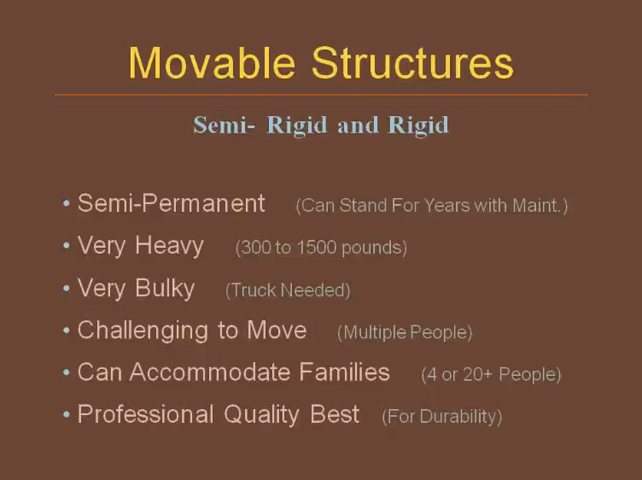 Movable Structures
Semi- Rigid and Rigid
• Semi-Permanent (Can Stand For Years with Maint.)
• Very Heavy (300 to 1500 pounds)
• Very Bulky (Truck Needed)
• Challenging to Move (Multiple People)
• Can Accommodate Families (4 or 20+ People)
• Professional Quality Best (For Durability)